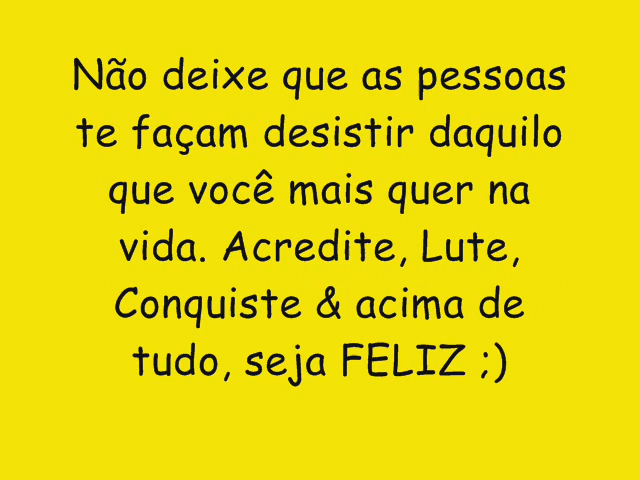 Não deixe que as pessoas
te façam desistir daquilo
que você mais quer na
vida. Acredite, Lute,
Conquiste & acima de
tudo, seja FELIZ ;)